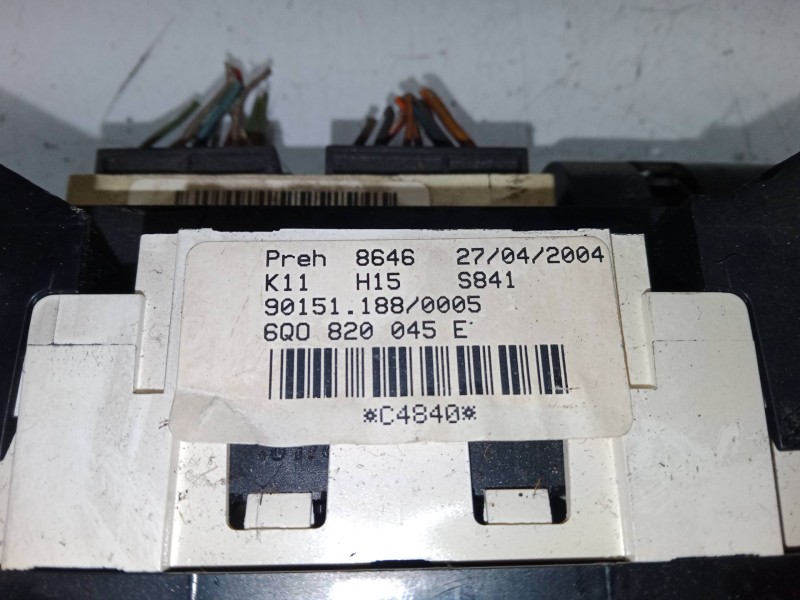 Preh 8646 27/04/2004
K11 H15 S841
90151.188/0005
6Q0 820 045 E
*C4840*